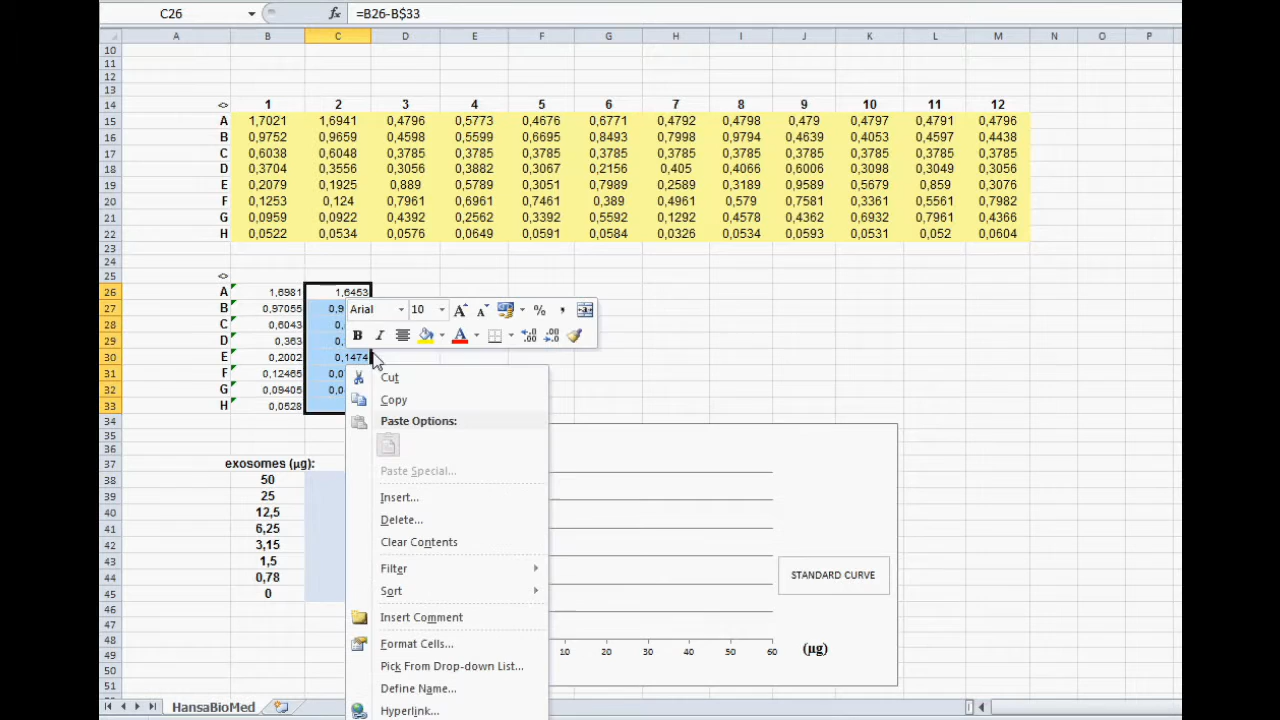 C26 fx =B26-B$33
A B C D E F G H I J K L M N O P
10
11
12
13
14 <> 1 2 3 4 5 6 7 8 9 10 11 12
15 A 1,7021 1,6941 0,4796 0,5773 0,4676 0,6771 0,4792 0,4798 0,479 0,4797 0,4791 0,4796
16 B 0,9752 0,9659 0,4598 0,5599 0,6695 0,8493 0,7998 0,9794 0,4639 0,4053 0,4597 0,4438
17 C 0,6038 0,6048 0,3785 0,3785 0,3785 0,3785 0,3785 0,3785 0,3785 0,3785 0,3785 0,3785
18 D 0,3704 0,3556 0,3056 0,3882 0,3067 0,2156 0,405 0,4066 0,6006 0,3098 0,3049 0,3056
19 E 0,2079 0,1925 0,889 0,5789 0,3051 0,7989 0,2589 0,3189 0,9589 0,5679 0,859 0,3076
20 F 0,1253 0,124 0,7961 0,6961 0,7461 0,389 0,4961 0,579 0,7581 0,3361 0,5561 0,7982
21 G 0,0959 0,0922 0,4392 0,2562 0,3392 0,5592 0,1292 0,4578 0,4362 0,6932 0,7961 0,4366
22 H 0,0522 0,0534 0,0576 0,0649 0,0591 0,0584 0,0326 0,0534 0,0593 0,0531 0,052 0,0604
23
24
25 <>
26 A 1,6981 1,6453
27 B 0,97055
Arial 10 %
28 C 0,6043
29 D 0,363
B I A
30 E 0,2002 0,1474
31 F 0,12465
32 G 0,09405
33 H 0,0528
Cut
Copy
Paste Options:
Paste Special...
Insert...
Delete...
Clear Contents
Filter
Sort
Insert Comment
Format Cells...
Pick From Drop-down List...
Define Name...
Hyperlink...
34
35
36
37 exosomes (µg):
38 50
39 25
40 12,5
41 6,25
42 3,15
43 1,5
44 0,78
45 0
46
47
48
49
50
51
STANDARD CURVE
10 20 30 40 50 60 (µg)
HansaBioMed